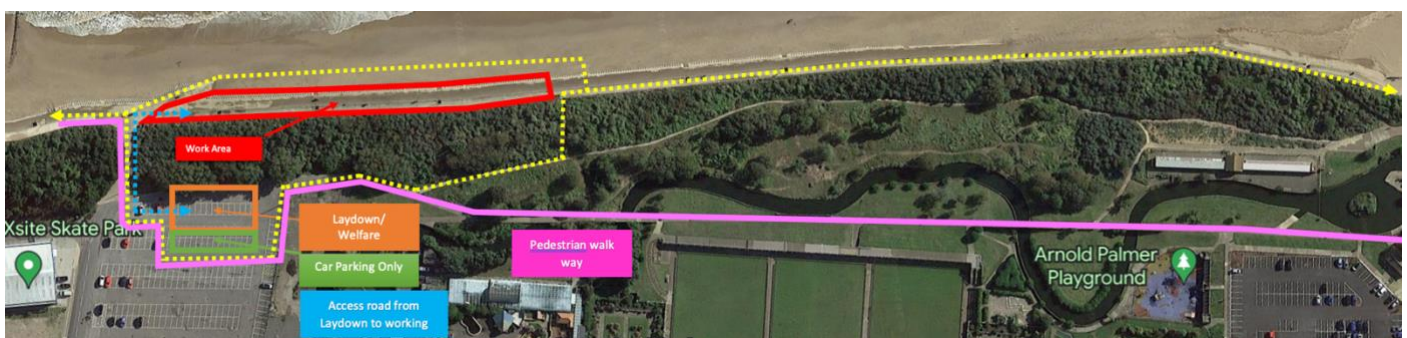 Work Area
Xsite Skate Park
Laydown/
Welfare
Car Parking Only
Access road from
Laydown to working
Pedestrian walk
way
Arnold Palmer
Playground